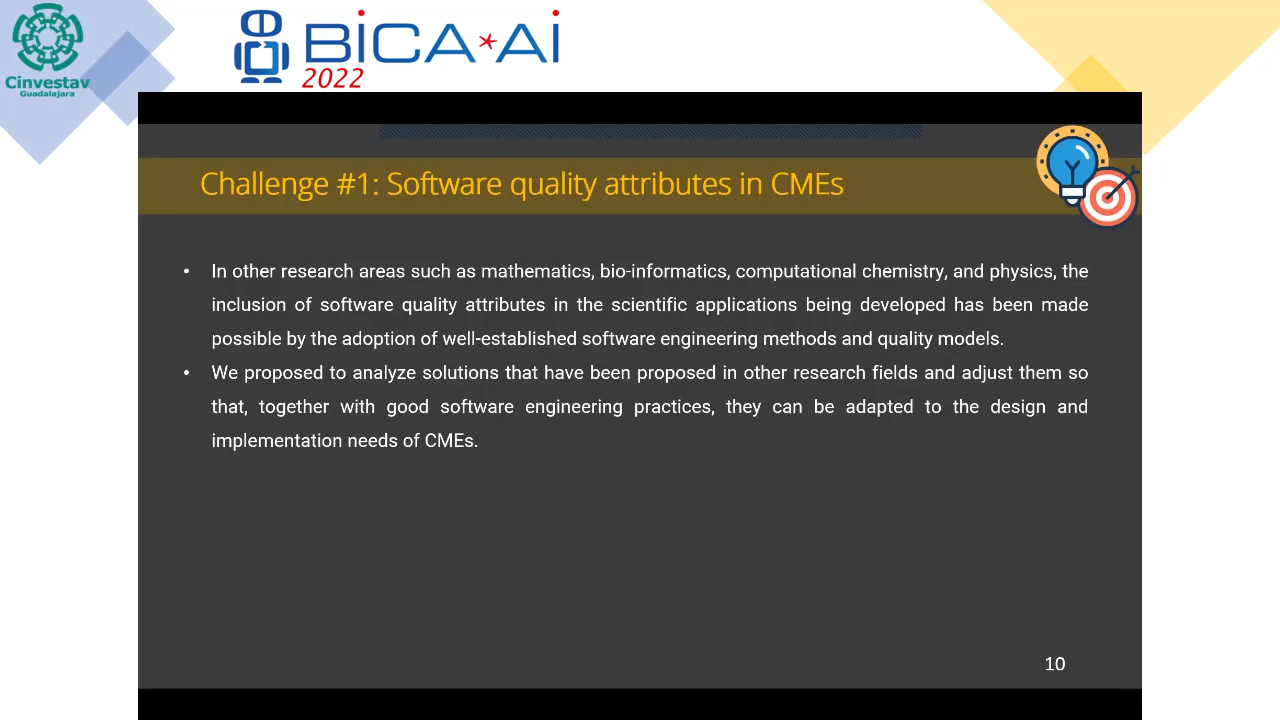 Cinvestav
Guadalajara
BiCA*Ai
2022
Challenge #1: Software quality attributes in CMEs
• In other research areas such as mathematics, bio-informatics, computational chemistry, and physics, the
inclusion of software quality attributes in the scientific applications being developed has been made
possible by the adoption of well-established software engineering methods and quality models.
• We proposed to analyze solutions that have been proposed in other research fields and adjust them so
that, together with good software engineering practices, they can be adapted to the design and
implementation needs of CMEs.
10